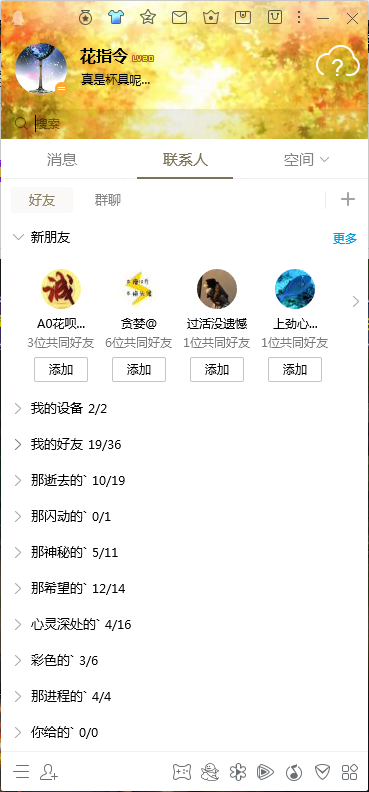 花指令 LV20
真是杯具呢...
搜索
消息 联系人 空间
好友 群聊
新朋友 更多
A0花呗... 贪婪@ 过活没遗憾 上劲心...
3位共同好友 6位共同好友 1位共同好友 1位共同好友
添加 添加 添加 添加
我的设备 2/2
我的好友 19/36
那逝去的` 10/19
那闪动的` 0/1
那神秘的` 5/11
那希望的` 12/14
心灵深处的` 4/16
彩色的` 3/6
那进程的` 4/4
你给的` 0/0